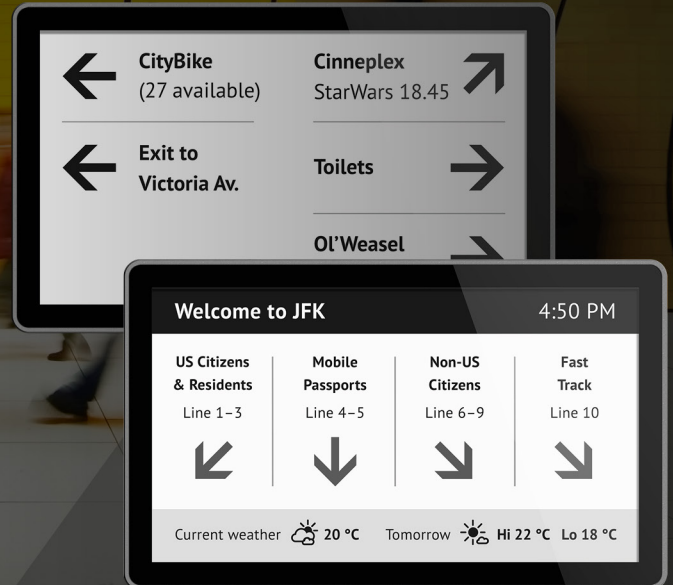 CityBike
(27 available)
Exit to
Victoria Av.
Cinneplex
StarWars 18.45
Toilets
Ol'Weasel
Welcome to JFK 4:50 PM
US Citizens
& Residents
Line 1–3
Mobile
Passports
Line 4–5
Non-US
Citizens
Line 6–9
Fast
Track
Line 10
Current weather 20 °C Tomorrow Hi 22 °C Lo 18 °C